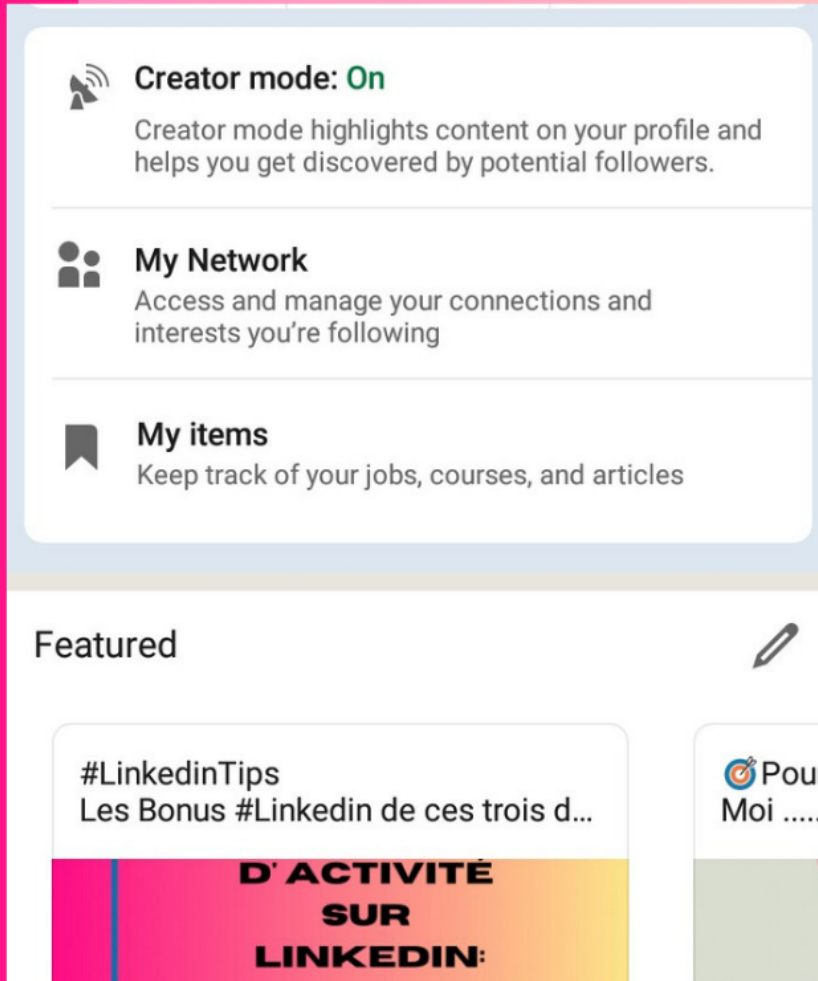 Creator mode: On
Creator mode highlights content on your profile and
helps you get discovered by potential followers.
My Network
Access and manage your connections and
interests you’re following
My items
Keep track of your jobs, courses, and articles
Featured
#LinkedinTips
Les Bonus #Linkedin de ces trois d...
D' ACTIVITÉ
SUR
LINKEDIN:
🎯Pou
Moi .....